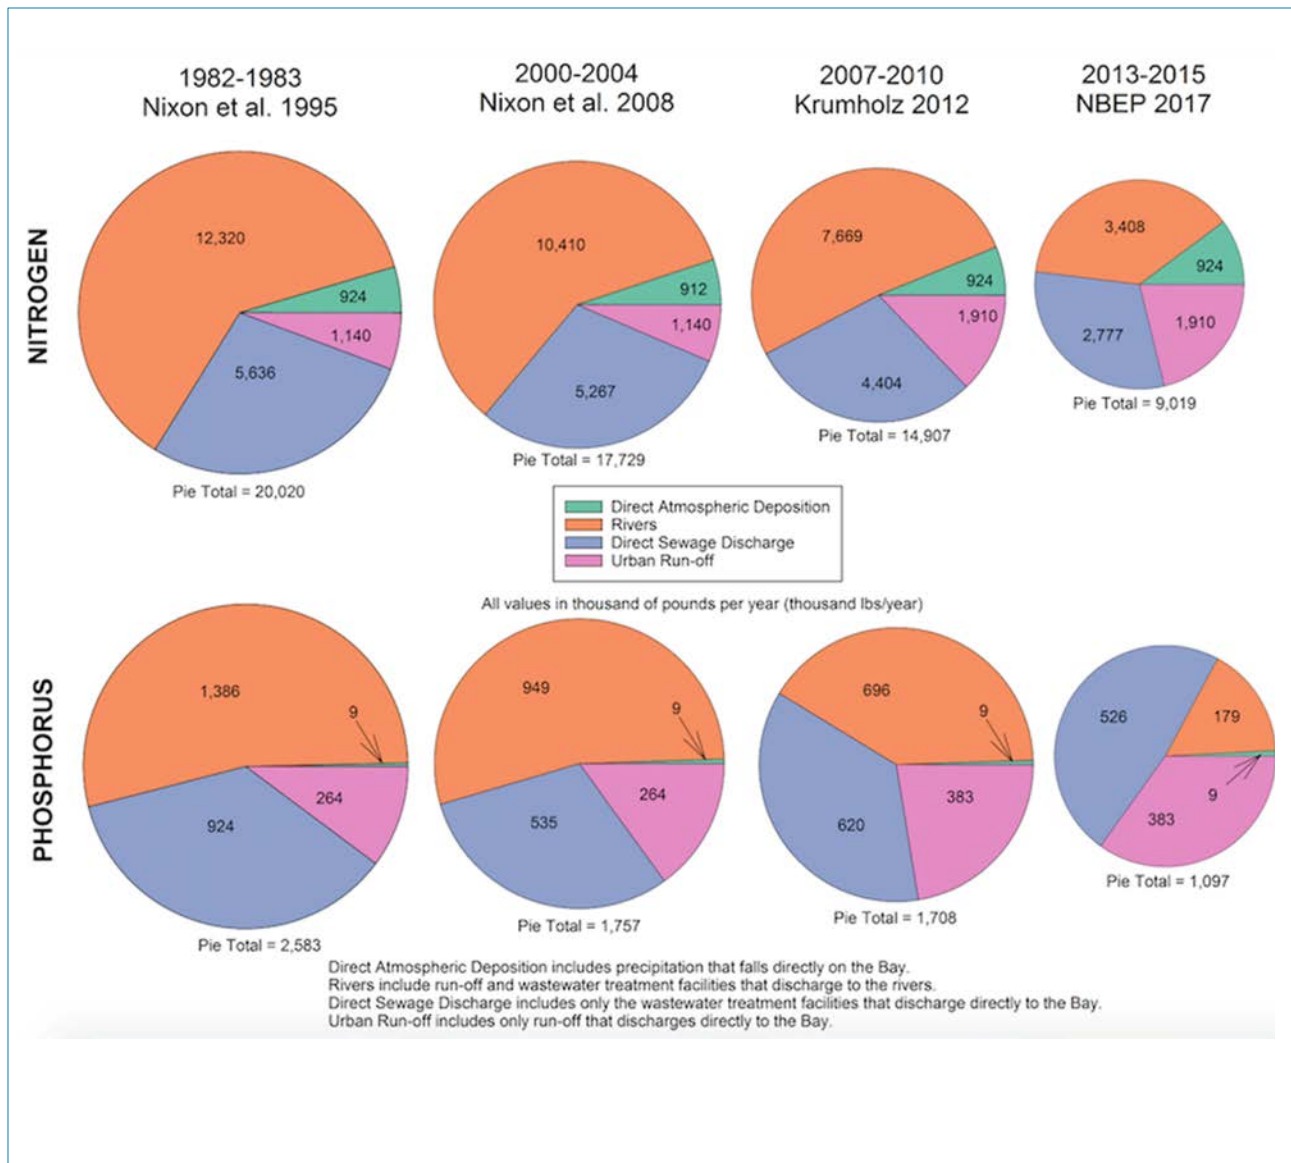 1982-1983
Nixon et al. 1995
2000-2004
Nixon et al. 2008
2007-2010
Krumholz 2012
2013-2015
NBEP 2017
NITROGEN
12,320
924
1,140
5,636
Pie Total = 20,020
10,410
912
1,140
5,267
Pie Total = 17,729
7,669
924
1,910
4,404
Pie Total = 14,907
3,408
924
1,910
2,777
Pie Total = 9,019
Direct Atmospheric Deposition
Rivers
Direct Sewage Discharge
Urban Run-off
All values in thousand of pounds per year (thousand lbs/year)
PHOSPHORUS
1,386
9
264
924
Pie Total = 2,583
949
9
264
535
Pie Total = 1,757
696
9
383
620
Pie Total = 1,708
526
179
9
383
Pie Total = 1,097
Direct Atmospheric Deposition includes precipitation that falls directly on the Bay.
Rivers include run-off and wastewater treatment facilities that discharge to the rivers.
Direct Sewage Discharge includes only the wastewater treatment facilities that discharge directly to the Bay.
Urban Run-off includes only run-off that discharges directly to the Bay.